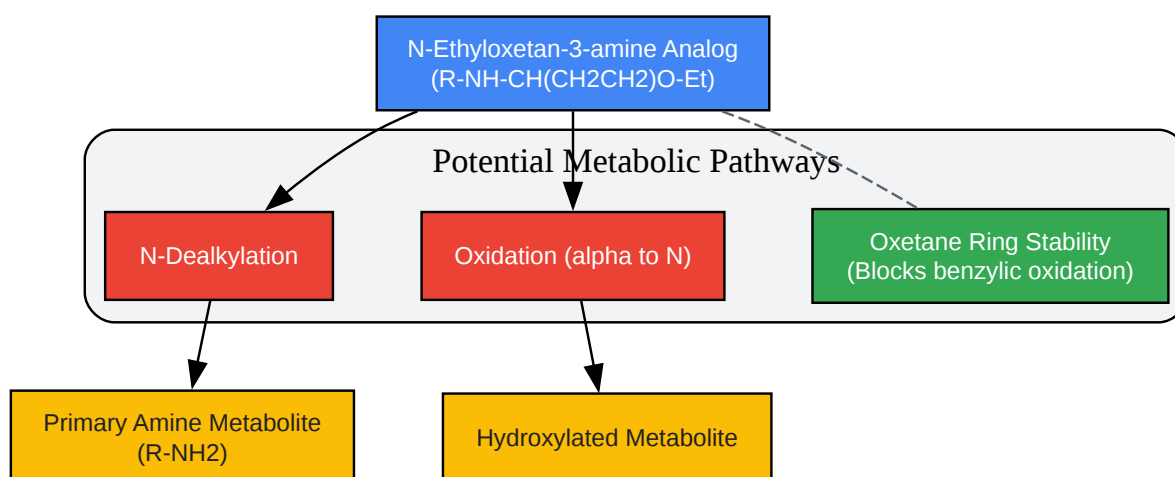 N-Ethyloxetan-3-amine Analog
(R-NH-CH(CH2CH2)O-Et)
Potential Metabolic Pathways
N-Dealkylation
Oxidation (alpha to N)
Oxetane Ring Stability
(Blocks benzylic oxidation)
Primary Amine Metabolite
(R-NH2)
Hydroxylated Metabolite